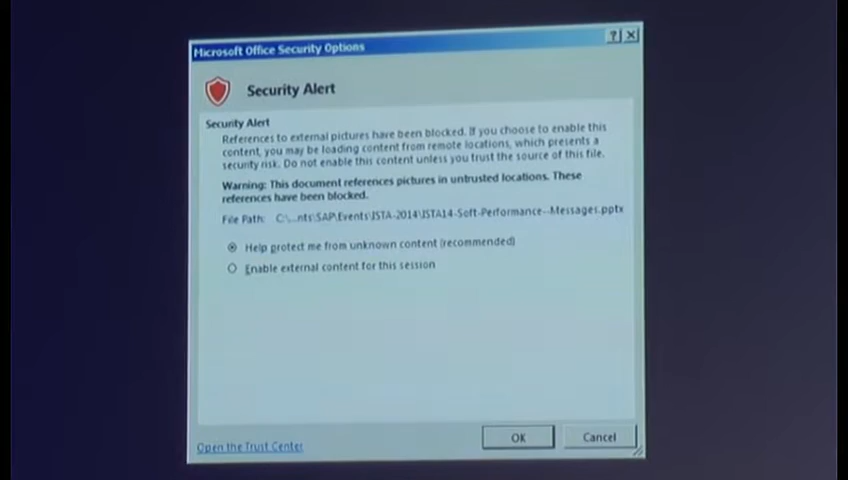 Microsoft Office Security Options
Security Alert
Security Alert
References to external pictures have been blocked. If you choose to enable this
content, you may be loading content from remote locations, which presents a
security risk. Do not enable this content unless you trust the source of this file.
Warning: This document references pictures in untrusted locations. These
references have been blocked.
File Path: C:\...nts\SAP\Events\JSTA-2014\JSTA14-Soft-Performance--Messages.pptx
Help protect me from unknown content (recommended)
Enable external content for this session
Open the Trust Center
OK
Cancel